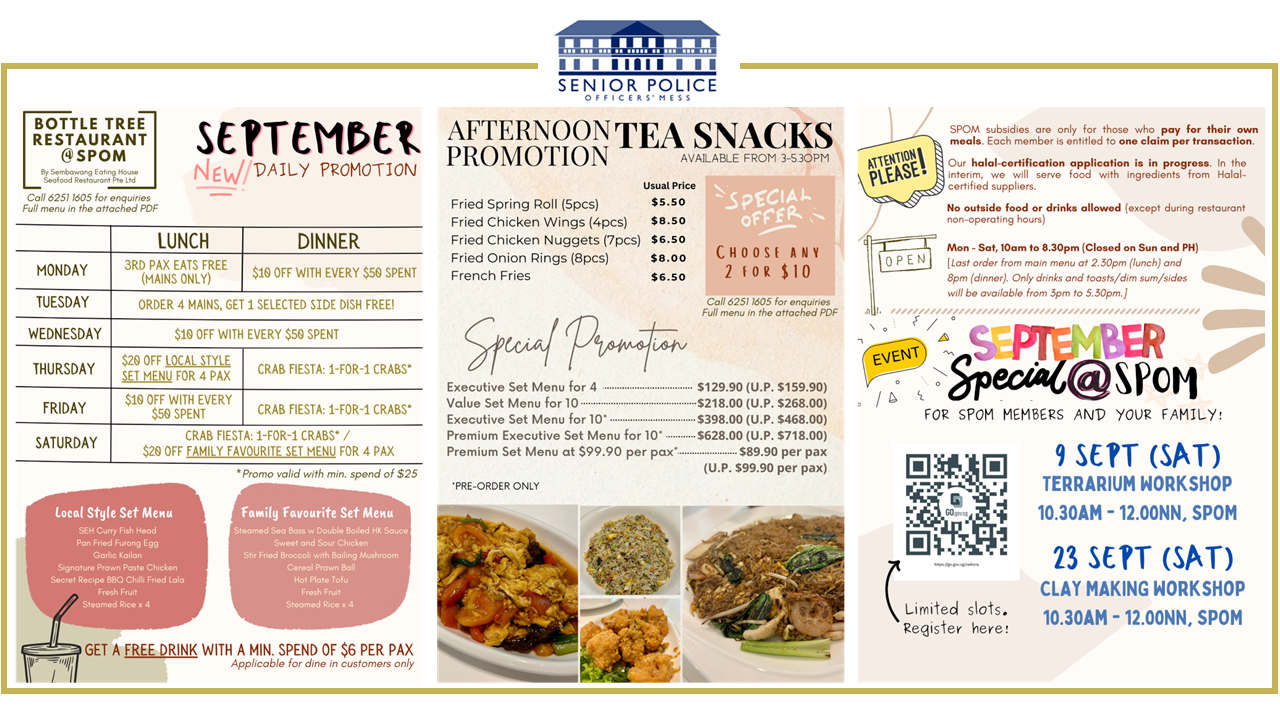 SENIOR POLICE
OFFICERS' MESS
BOTTLE TREE
RESTAURANT
@SPOM
By Sembawang Eating House
Seafood Restaurant Pte Ltd
Call 6251 1605 for enquiries
Full menu in the attached PDF
SEPTEMBER
NEW! DAILY PROMOTION
LUNCH DINNER
MONDAY 3RD PAX EATS FREE (MAINS ONLY) $10 OFF WITH EVERY $50 SPENT
TUESDAY ORDER 4 MAINS, GET 1 SELECTED SIDE DISH FREE!
WEDNESDAY $10 OFF WITH EVERY $50 SPENT
THURSDAY $20 OFF LOCAL STYLE SET MENU FOR 4 PAX CRAB FIESTA: 1-FOR-1 CRABS*
FRIDAY $10 OFF WITH EVERY $50 SPENT CRAB FIESTA: 1-FOR-1 CRABS*
SATURDAY CRAB FIESTA: 1-FOR-1 CRABS* / $20 OFF FAMILY FAVOURITE SET MENU FOR 4 PAX
*Promo valid with min. spend of $25
Local Style Set Menu
SEH Curry Fish Head
Pan Fried Furong Egg
Garlic Kailan
Signature Prawn Paste Chicken
Secret Recipe BBQ Chilli Fried Lala
Fresh Fruit
Steamed Rice x 4
Family Favourite Set Menu
Steamed Sea Bass w Double Boiled HK Sauce
Sweet and Sour Chicken
Stir Fried Broccoli with Bailing Mushroom
Cereal Prawn Ball
Hot Plate Tofu
Fresh Fruit
Steamed Rice x 4
GET A FREE DRINK WITH A MIN. SPEND OF $6 PER PAX
Applicable for dine in customers only
AFTERNOON TEA SNACKS
PROMOTION
AVAILABLE FROM 3-5.30PM
Usual Price
Fried Spring Roll (5pcs) $5.50
Fried Chicken Wings (4pcs) $8.50
Fried Chicken Nuggets (7pcs) $6.50
Fried Onion Rings (8pcs) $8.00
French Fries $6.50
SPECIAL
OFFER
CHOOSE ANY
2 FOR $10
Call 6251 1605 for enquiries
Full menu in the attached PDF
Special Promotion
Executive Set Menu for 4 $129.90 (U.P. $159.90)
Value Set Menu for 10 $218.00 (U.P. $268.00)
Executive Set Menu for 10* $398.00 (U.P. $468.00)
Premium Executive Set Menu for 10* $628.00 (U.P. $718.00)
Premium Set Menu at $99.90 per pax* $89.90 per pax
(U.P. $99.90 per pax)
*PRE-ORDER ONLY
ATTENTION
PLEASE!
SPOM subsidies are only for those who pay for their own
meals. Each member is entitled to one claim per transaction.
Our halal-certification application is in progress. In the
interim, we will serve food with ingredients from Halal-
certified suppliers.
No outside food or drinks allowed (except during restaurant
non-operating hours)
OPEN
Mon - Sat, 10am to 8.30pm (Closed on Sun and PH)
[Last order from main menu at 2.30pm (lunch) and
8pm (dinner). Only drinks and toasts/dim sum/sides
will be available from 3pm to 5.30pm.]
EVENT
SEPTEMBER
Special @ SPOM
FOR SPOM MEMBERS AND YOUR FAMILY!
GO.gov.sg
Limited slots.
Register here!
9 SEPT (SAT)
TERRARIUM WORKSHOP
10.30AM - 12.00NN, SPOM
23 SEPT (SAT)
CLAY MAKING WORKSHOP
10.30AM - 12.00NN, SPOM